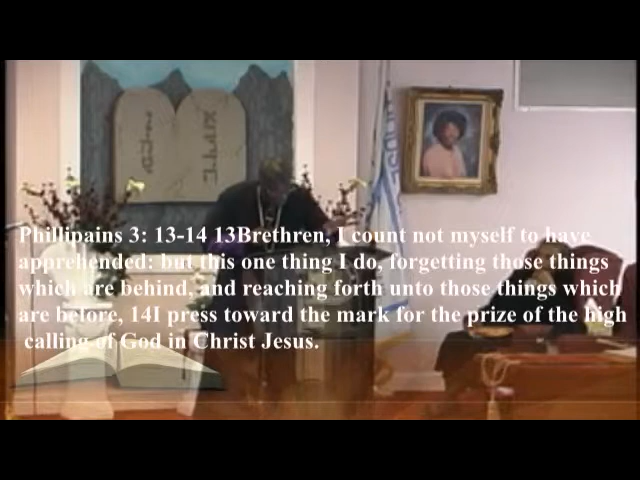 Phillipains 3: 13-14 13Brethren, I count not myself to have
apprehended: but this one thing I do, forgetting those things
which are behind, and reaching forth unto those things which
are before, 14I press toward the mark for the prize of the high
calling of God in Christ Jesus.